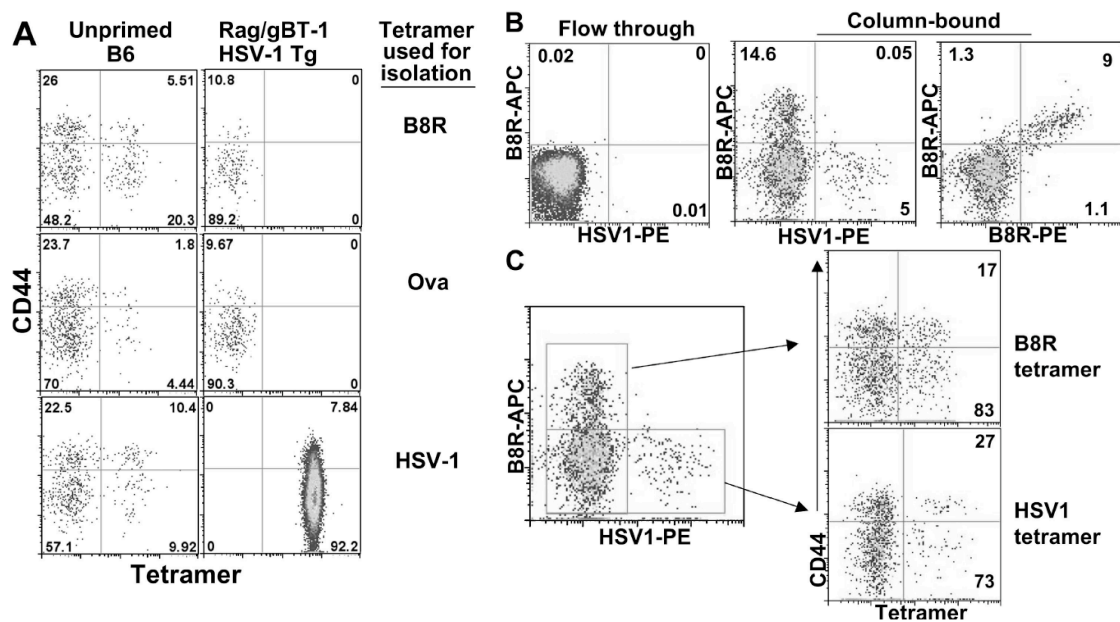 A
Unprimed
B6
Rag/gBT-1
HSV-1 Tg
Tetramer
used for
isolation
26 5.51
48.2 20.3
10.8 0
89.2 0
B8R
23.7 1.8
70 4.44
9.67 0
90.3 0
Ova
22.5 10.4
57.1 9.92
0 7.84
0 92.2
HSV-1
CD44
Tetramer
B
Flow through
Column-bound
0.02 0
0.01
B8R-APC
HSV1-PE
14.6 0.05
5
B8R-APC
HSV1-PE
1.3 9
1.1
B8R-APC
B8R-PE
C
B8R-APC
HSV1-PE
17
83
B8R
tetramer
27
73
HSV1
tetramer
CD44
Tetramer